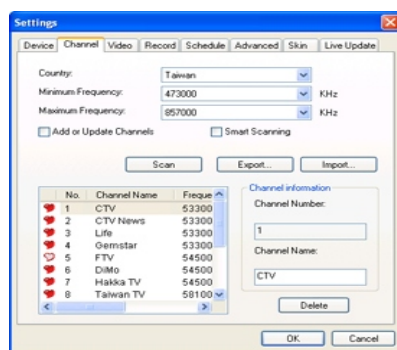 Settings
Device Channel Video Record Schedule Advanced Skin Live Update
Country: Taiwan
Minimum Frequency: 473000 KHz
Maximum Frequency: 857000 KHz
Add or Update Channels Smart Scanning
Scan Export... Import...
No. Channel Name Freque
1 CTV 53300
2 CTV News 53300
3 Life 53300
4 Gemstar 53300
5 FTV 54500
6 DiMo 54500
7 Hakka TV 54500
8 Taiwan TV 58100
Channel information
Channel Number:
1
Channel Name:
CTV
Delete
OK Cancel